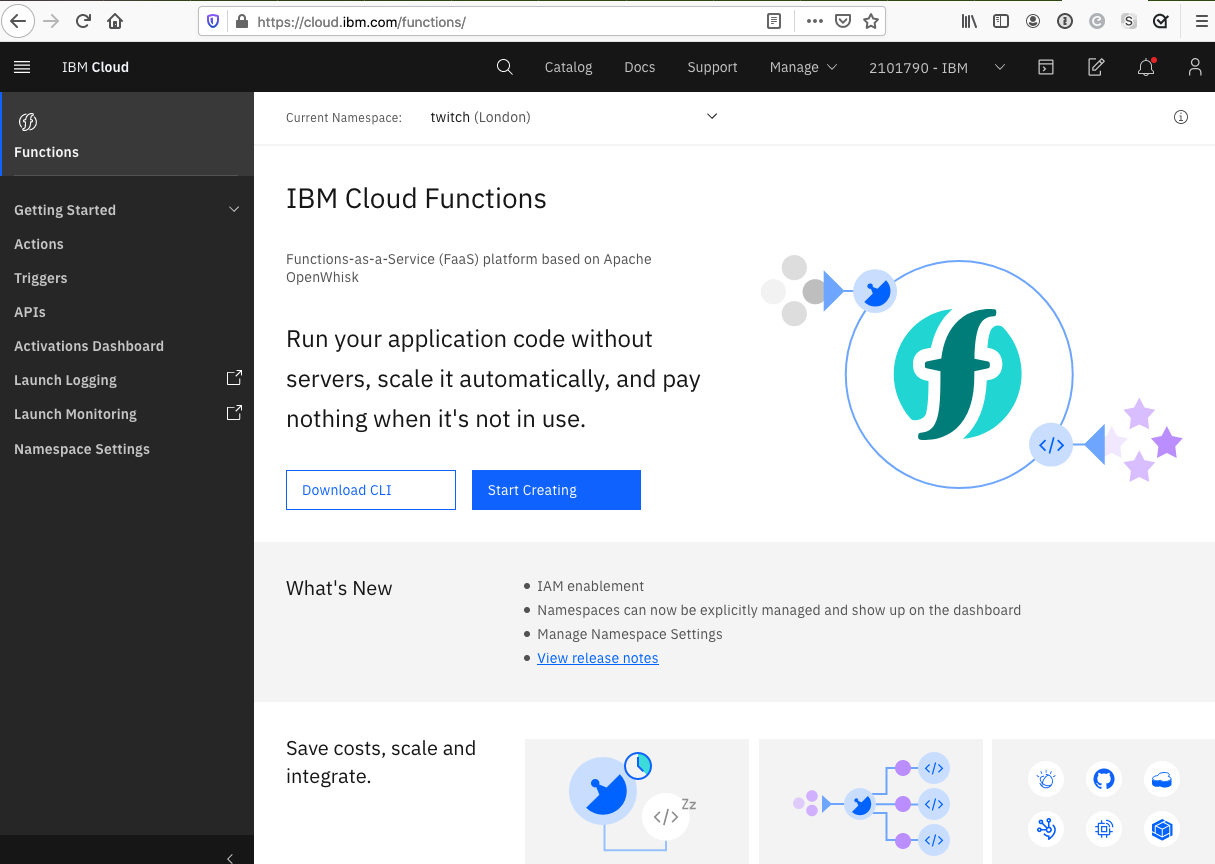 https://cloud.ibm.com/functions/
S
IBM Cloud
Catalog
Docs
Support
Manage
2101790 - IBM
Functions
Getting Started
Actions
Triggers
APIs
Activations Dashboard
Launch Logging
Launch Monitoring
Namespace Settings
Current Namespace: twitch (London)
IBM Cloud Functions
Functions-as-a-Service (FaaS) platform based on Apache
OpenWhisk
Run your application code without
servers, scale it automatically, and pay
nothing when it's not in use.
Download CLI
Start Creating
f
</>
What's New
IAM enablement
Namespaces can now be explicitly managed and show up on the dashboard
Manage Namespace Settings
View release notes
Save costs, scale and
integrate.
Zz
</>
</>
</>
</>